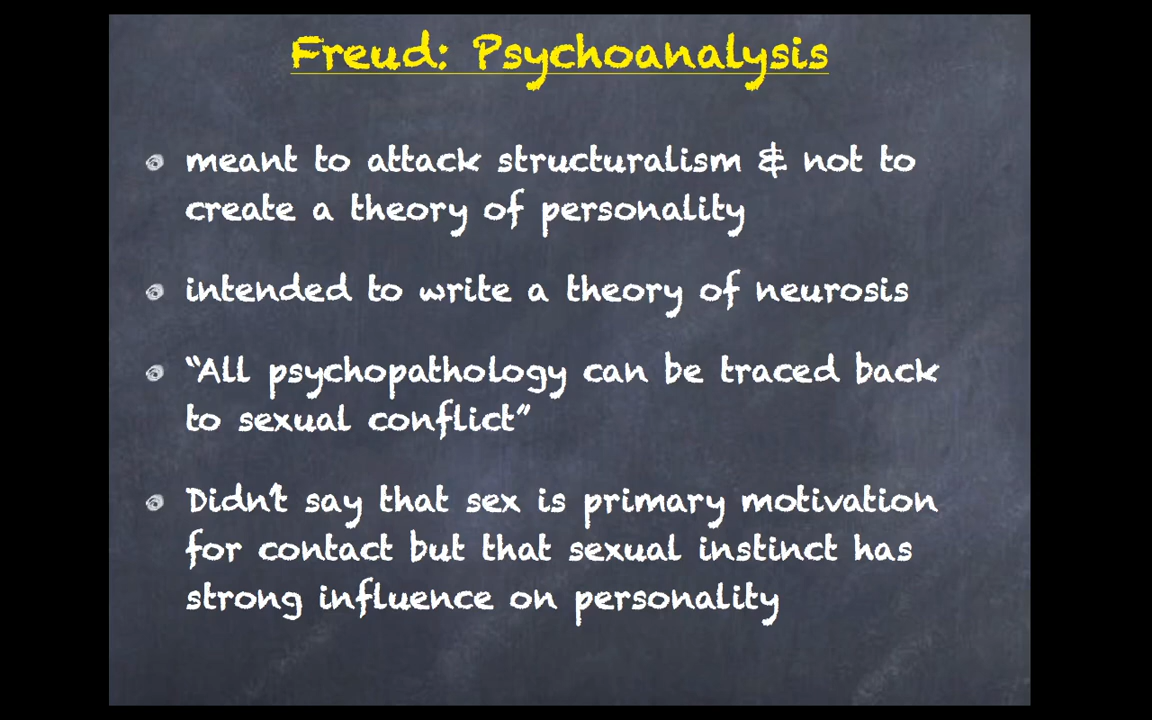 Freud: Psychoanalysis
meant to attack structuralism & not to
create a theory of personality
intended to write a theory of neurosis
“All psychopathology can be traced back
to sexual conflict”
Didn't say that sex is primary motivation
for contact but that sexual instinct has
strong influence on personality